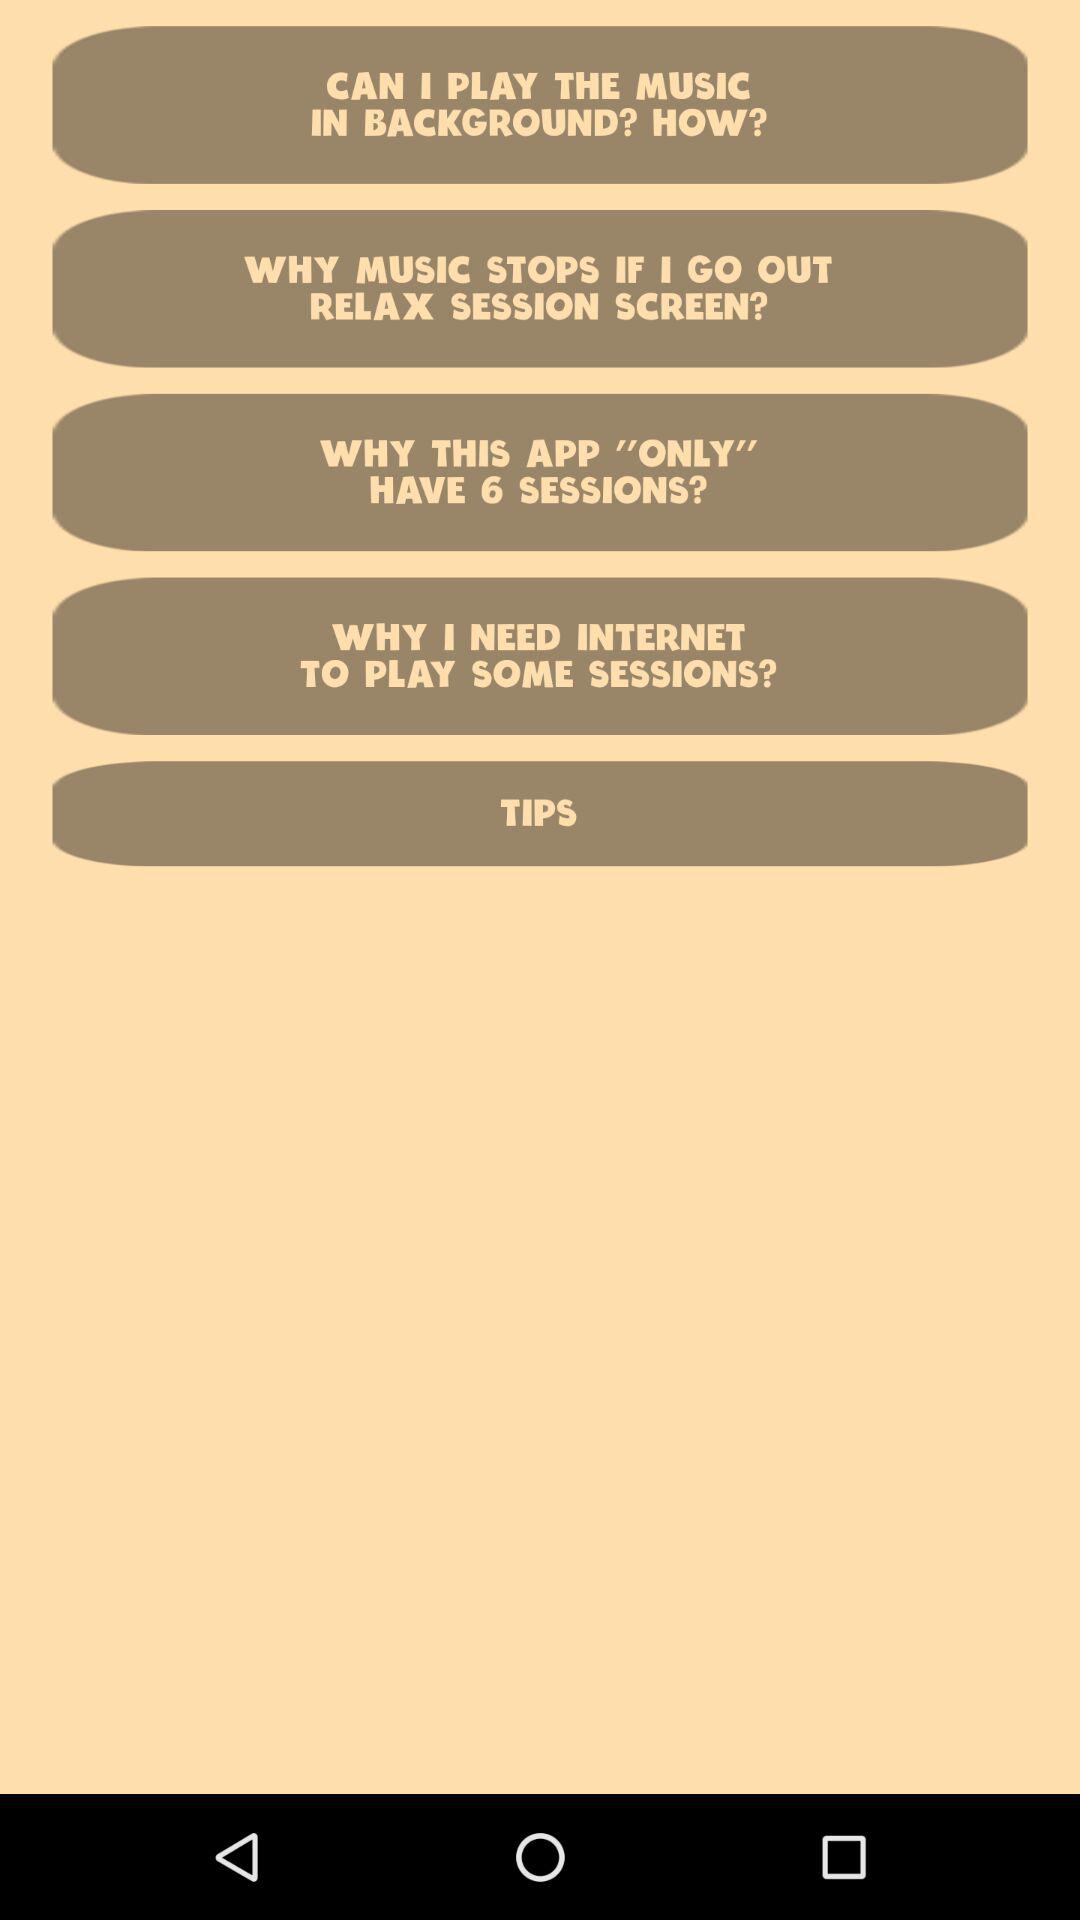 CAN I PLAY THE MUSIC
IN BACKGROUND? HOW?
WHY MUSIC STOPS IF I GO OUT
RELAX SESSION SCREEN?
WHY THIS APP "ONLY"
HAVE 6 SESSIONS?
WHY I NEED INTERNET
TO PLAY SOME SESSIONS?
TIPS